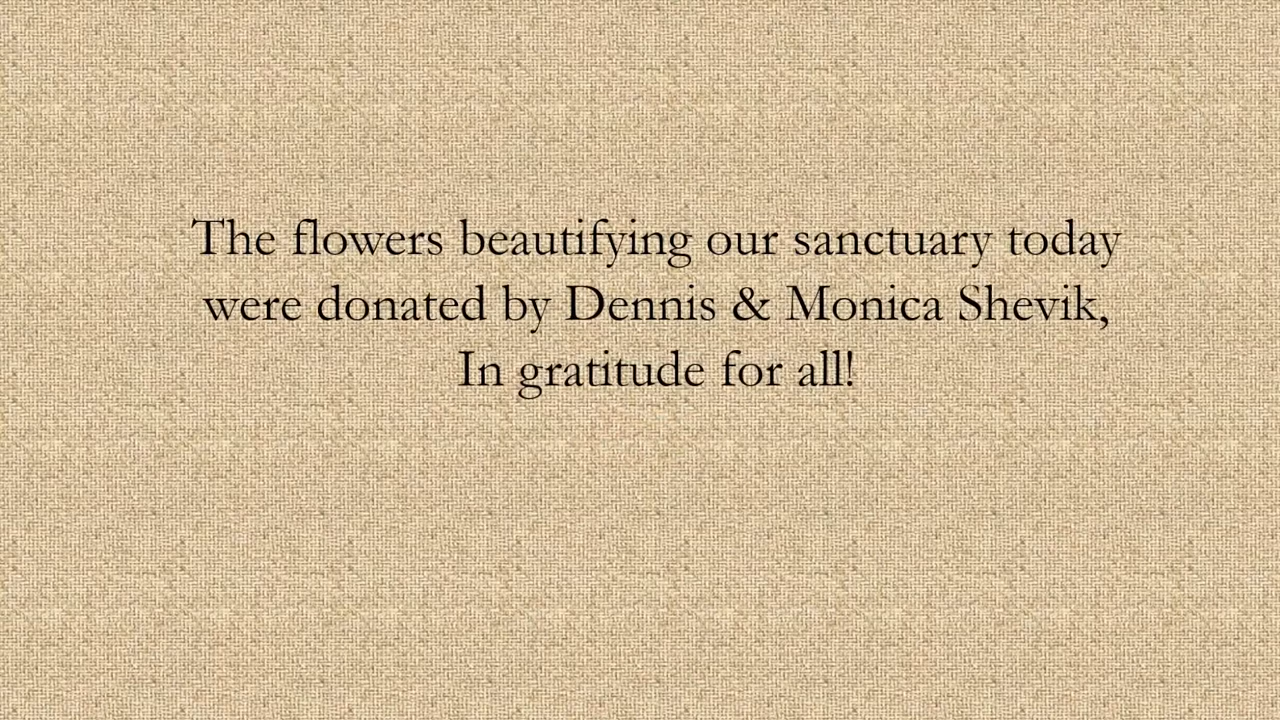 The flowers beautifying our sanctuary today
were donated by Dennis & Monica Shevik,
In gratitude for all!